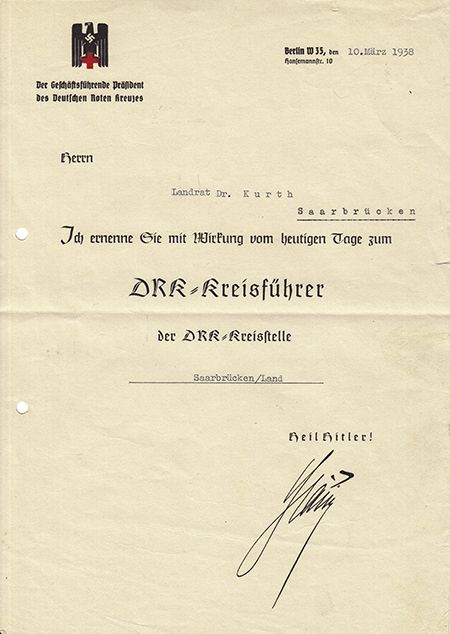 Der Geschäftsführende Präsident
des Deutschen Roten Kreuzes
Berlin W 35, den 10. März 1938
Hansemannstr. 10
Herrn
Landrat Dr. Kurth
Saarbrücken
Ich ernenne Sie mit Wirkung vom heutigen Tage zum
DRK=Kreisführer
der DRK=Kreisstelle
Saarbrücken/Land
Heil Hitler!